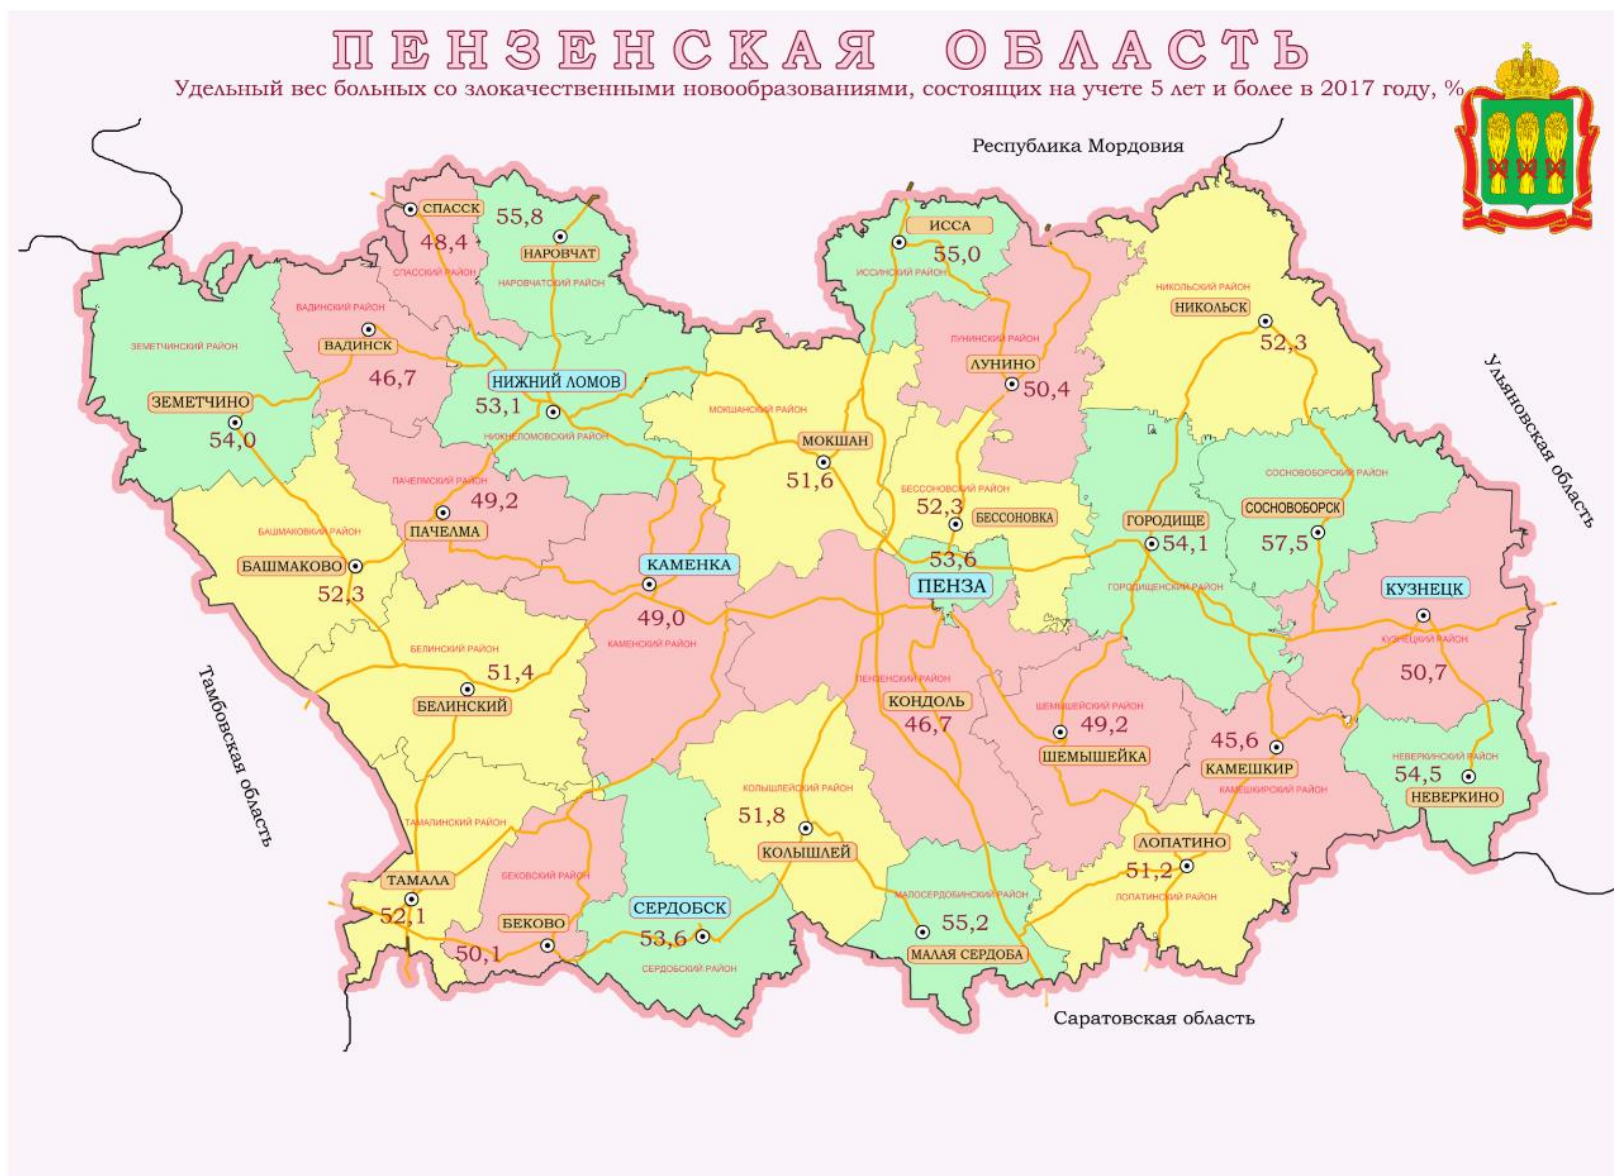 ПЕНЗЕНСКАЯ ОБЛАСТЬ
Удельный вес больных со злокачественными новообразованиями, состоящих на учете 5 лет и более в 2017 году, %
Республика Мордовия
СПАССК
48,4
СПАССКИЙ РАЙОН
55,8
НАРОВЧАТ
НАРОВЧАТСКИЙ РАЙОН
ИССА
55,0
ИССИНСКИЙ РАЙОН
НИКОЛЬСКИЙ РАЙОН
НИКОЛЬСК
52,3
ВАДИНСКИЙ РАЙОН
ВАДИНСК
46,7
ЗЕМЕТЧИНСКИЙ РАЙОН
ЗЕМЕТЧИНО
54,0
НИЖНИЙ ЛОМОВ
53,1
НИЖНЕЛОМОВСКИЙ РАЙОН
ЛУНИНСКИЙ РАЙОН
ЛУНИНО
50,4
МОКШАНСКИЙ РАЙОН
МОКШАН
51,6
Ульяновская область
ПАЧЕЛМСКИЙ РАЙОН
49,2
ПАЧЕЛМА
БЕССОНОВСКИЙ РАЙОН
52,3
БЕССОНОВКА
СОСНОВОБОРСКИЙ РАЙОН
СОСНОВОБОРСК
57,5
ГОРОДИЩЕ
54,1
ГОРОДИЩЕНСКИЙ РАЙОН
БАШМАКОВКИЙ РАЙОН
БАШМАКОВО
52,3
КАМЕНКА
49,0
КАМЕНСКИЙ РАЙОН
53,6
ПЕНЗА
КУЗНЕЦК
КУЗНЕЦКИЙ РАЙОН
50,7
БЕЛИНСКИЙ РАЙОН
51,4
БЕЛИНСКИЙ
Тамбовская область
ПЕНЗЕНСКИЙ РАЙОН
КОНДОЛЬ
46,7
ШЕМЫШЕЙСКИЙ РАЙОН
49,2
ШЕМЫШЕЙКА
45,6
КАМЕШКИР
КАМЕШКИРСКИЙ РАЙОН
НЕВЕРКИНСКИЙ РАЙОН
54,5
НЕВЕРКИНО
КОЛЫШЛЕЙСКИЙ РАЙОН
51,8
КОЛЫШЛЕЙ
ТАМАЛИНСКИЙ РАЙОН
ТАМАЛА
52,1
БЕКОВСКИЙ РАЙОН
БЕКОВО
50,1
СЕРДОБСК
53,6
СЕРДОБСКИЙ РАЙОН
МАЛОСЕРДОБИНСКИЙ РАЙОН
55,2
МАЛАЯ СЕРДОБА
ЛОПАТИНО
51,2
ЛОПАТИНСКИЙ РАЙОН
Саратовская область